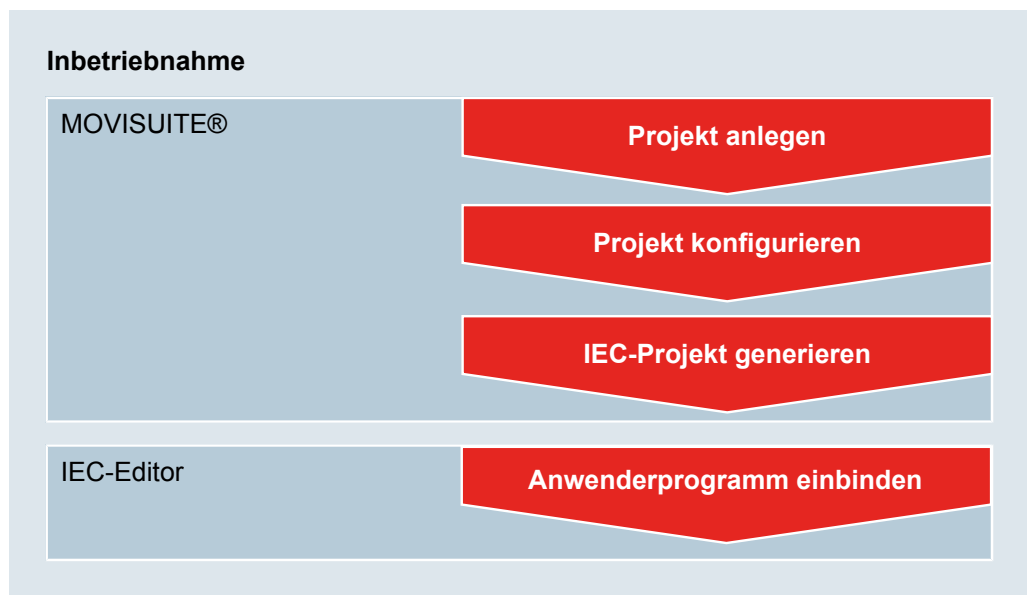 Inbetriebnahme
MOVISUITE®
Projekt anlegen
Projekt konfigurieren
IEC-Projekt generieren
IEC-Editor
Anwenderprogramm einbinden